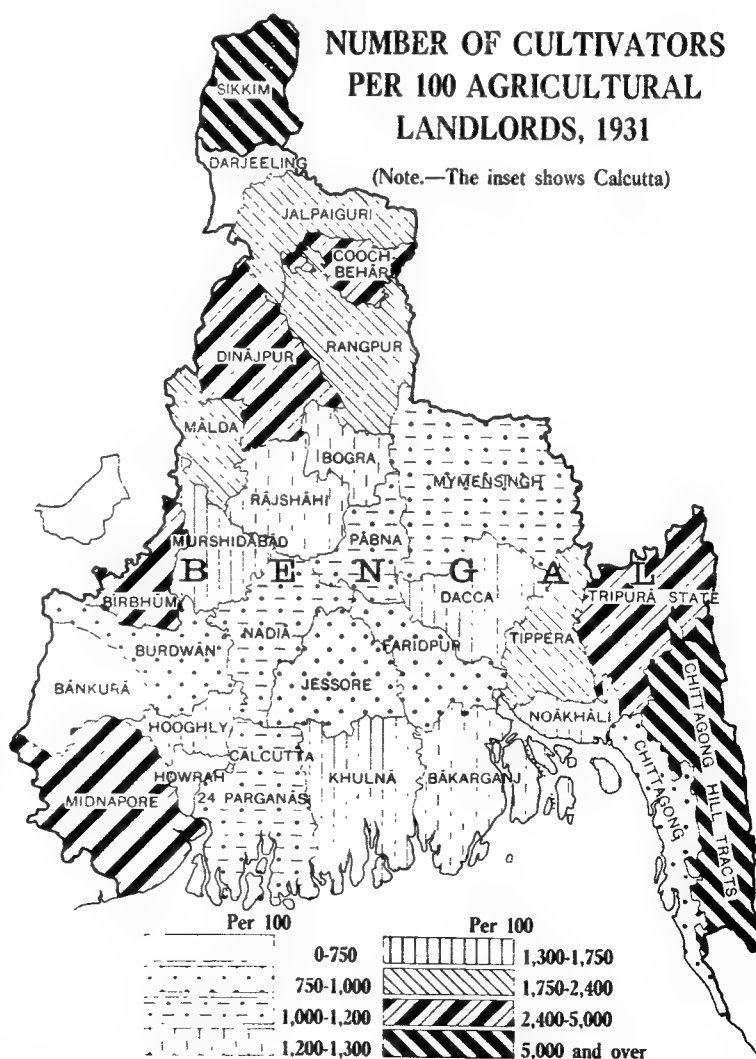 NUMBER OF CULTIVATORS
PER 100 AGRICULTURAL
LANDLORDS, 1931
(Note.—The inset shows Calcutta)
SIKKIM
DARJEELING
JALPAIGURI
COOCH-
BEHĀR
RANGPUR
DINĀJPUR
MĀLDA
BOGRA
RĀJSHĀHI
MYMENSINGH
MURSHIDĀBĀD
PĀBNA
BENGAL
BĪRBHŪM
DACCA
TRIPURĀ STATE
BURDWĀN
NADIĀ
FARIDPUR
TIPPERA
BĀNKURĀ
JESSORE
NOĀKHĀLI
HOOGHLY
CALCUTTA
HOWRAH
24 PARGANĀS
KHULNĀ
BĀKARGANJ
MIDNAPORE
CHITTAGONG
CHITTAGONG HILL TRACTS
Per 100
0-750
750-1,000
1,000-1,200
1,200-1,300
Per 100
1,300-1,750
1,750-2,400
2,400-5,000
5,000 and over